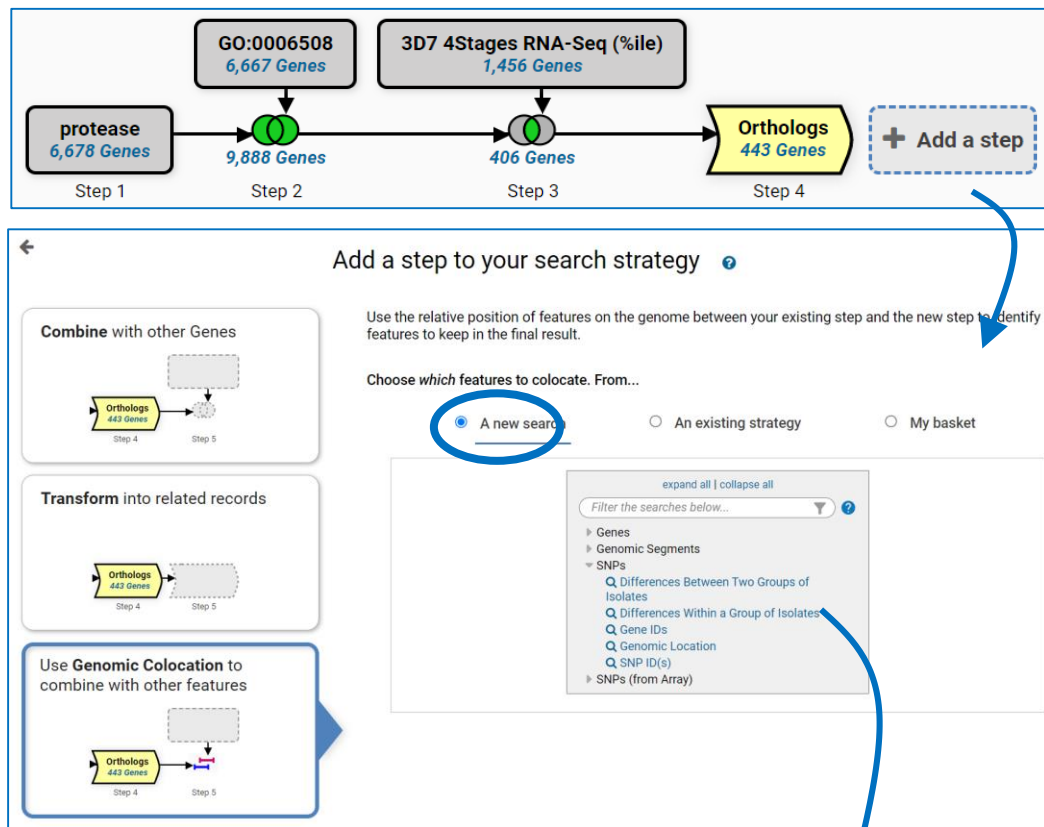 GO:0006508
6,667 Genes
3D7 4Stages RNA-Seq (%ile)
1,456 Genes
protease
6,678 Genes
9,888 Genes
406 Genes
Orthologs
443 Genes
+ Add a step
Step 1
Step 2
Step 3
Step 4
Add a step to your search strategy ?
Combine with other Genes
Orthologs
443 Genes
Step 4
Step 5
Transform into related records
Orthologs
443 Genes
Step 4
Step 5
Use Genomic Colocation to
combine with other features
Orthologs
443 Genes
Step 4
Step 5
Use the relative position of features on the genome between your existing step and the new step to identify
features to keep in the final result.
Choose which features to colocate. From...
A new search
An existing strategy
My basket
expand all | collapse all
Filter the searches below... ?
Genes
Genomic Segments
SNPs
Differences Between Two Groups of
Isolates
Differences Within a Group of Isolates
Gene IDs
Genomic Location
SNP ID(s)
SNPs (from Array)